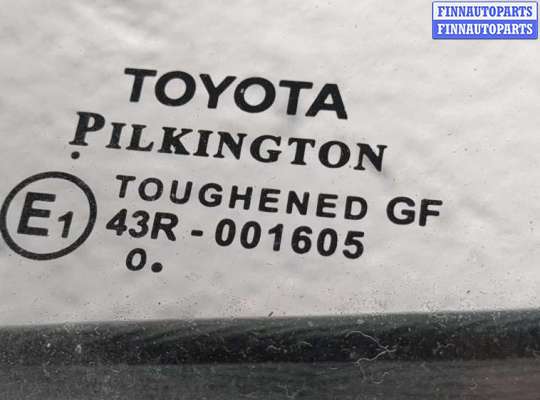 FINNAUTOPARTS
FINNAUTOPARTS
TOYOTA
PILKINGTON
TOUGHENED GF
E1
43R - 001605
0.